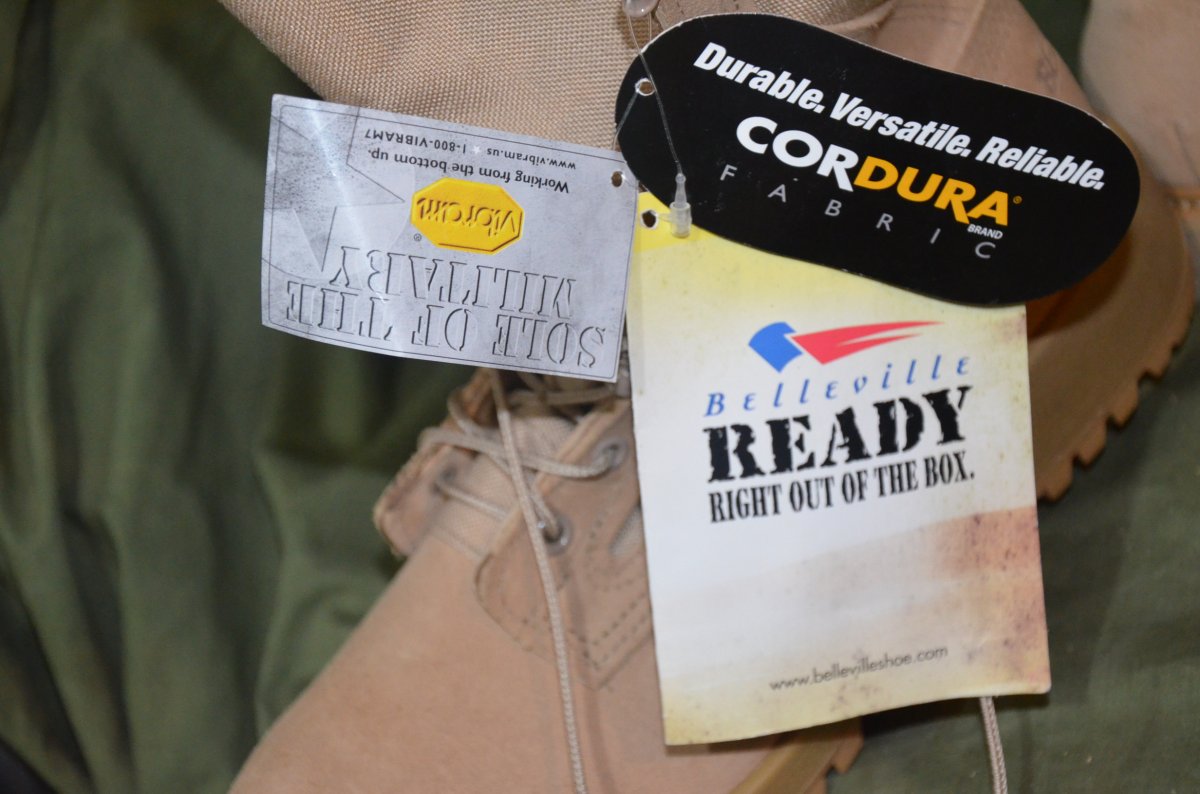 SOLE OF THE
MILITARY
vibram®
Working from the bottom up.
www.vibram.us ★ 1-800-VIBRAM7
Durable. Versatile. Reliable.
CORDURA®
BRAND
FABRIC
Belleville
READY
RIGHT OUT OF THE BOX.
www.bellevilleshoe.com